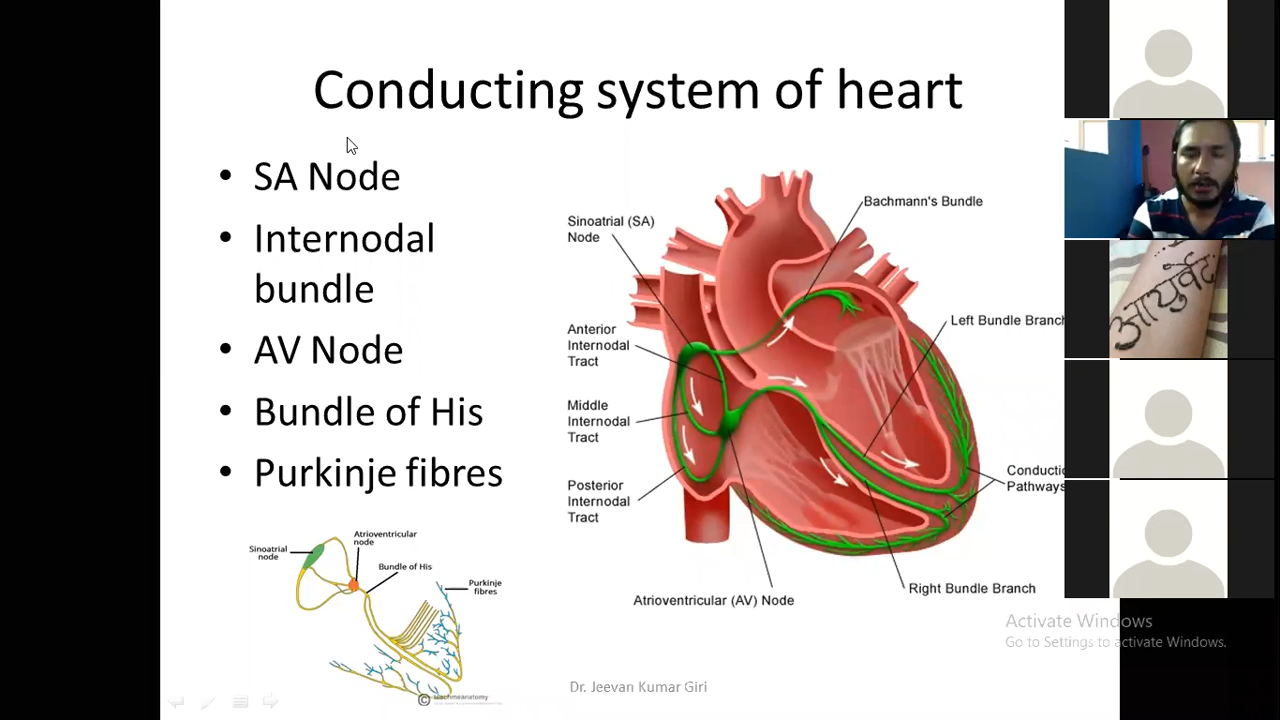 Conducting system of heart
• SA Node
• Internodal
bundle
• AV Node
• Bundle of His
• Purkinje fibres
Sinoatrial (SA)
Node
Bachmann's Bundle
Anterior
Internodal
Tract
Left Bundle Branch
Middle
Internodal
Tract
Posterior
Internodal
Tract
Conductic
Pathways
Right Bundle Branch
Atrioventricular (AV) Node
Sinoatrial
node
Atrioventricular
node
Bundle of His
Purkinje
fibres
© teachmeanatomy
Dr. Jeevan Kumar Giri
आयुर्वेद
Activate Windows
Go to Settings to activate Windows.